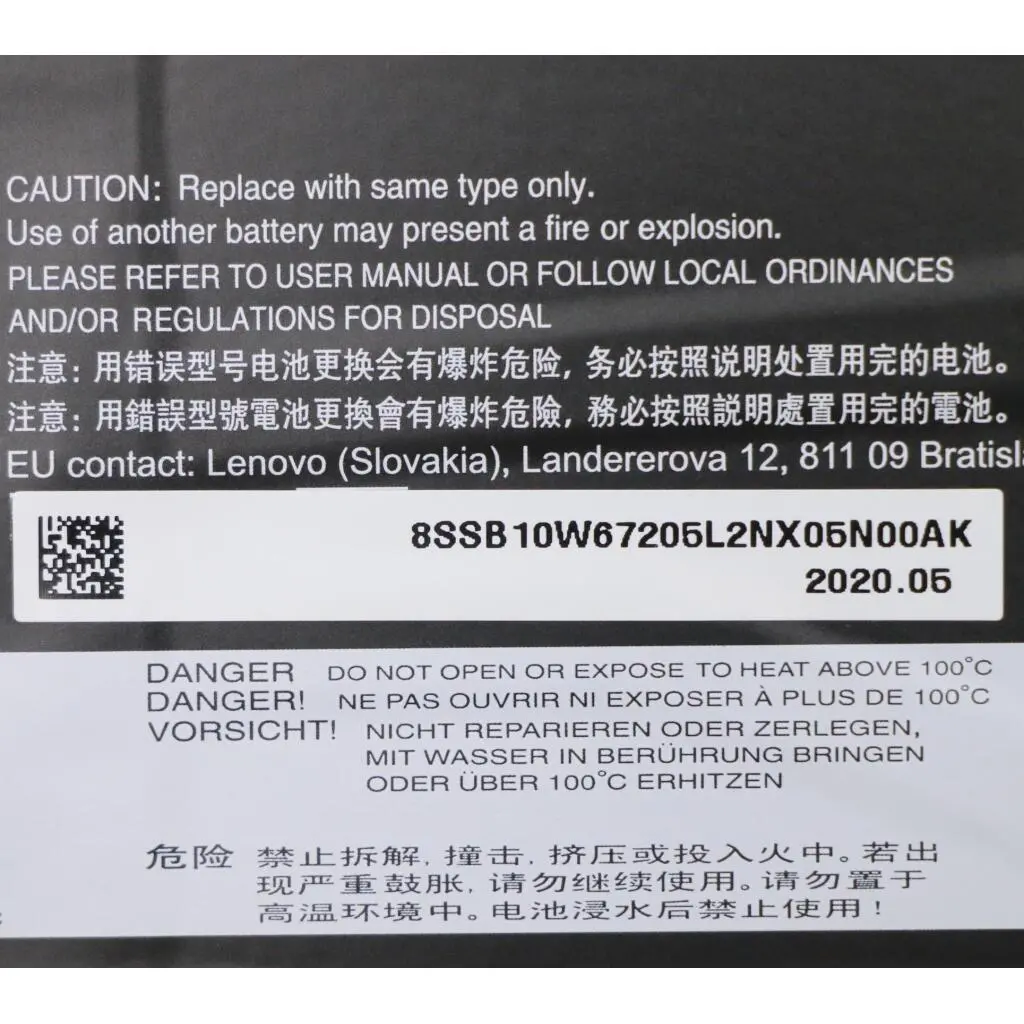 CAUTION: Replace with same type only.
Use of another battery may present a fire or explosion.
PLEASE REFER TO USER MANUAL OR FOLLOW LOCAL ORDINANCES
AND/OR REGULATIONS FOR DISPOSAL
注意: 用错误型号电池更换会有爆炸危险, 务必按照说明处置用完的电池。
注意: 用錯誤型號電池更換會有爆炸危險, 務必按照説明處置用完的電池。
EU contact: Lenovo (Slovakia), Landererova 12, 811 09
8SSB10W67205L2NX05N00AK
2020.05
DANGER DO NOT OPEN OR EXPOSE TO HEAT ABOVE 100°C
DANGER! NE PAS OUVRIR NI EXPOSER À PLUS DE 100°C
VORSICHT! NICHT REPARIEREN ODER ZERLEGEN,
MIT WASSER IN BERÜHRUNG BRINGEN
ODER ÜBER 100°C ERHITZEN
危险 禁止拆解, 撞击, 挤压或投入火中。若出
现严重鼓胀, 请勿继续使用。请勿置于
高温环境中。电池浸水后禁止使用!